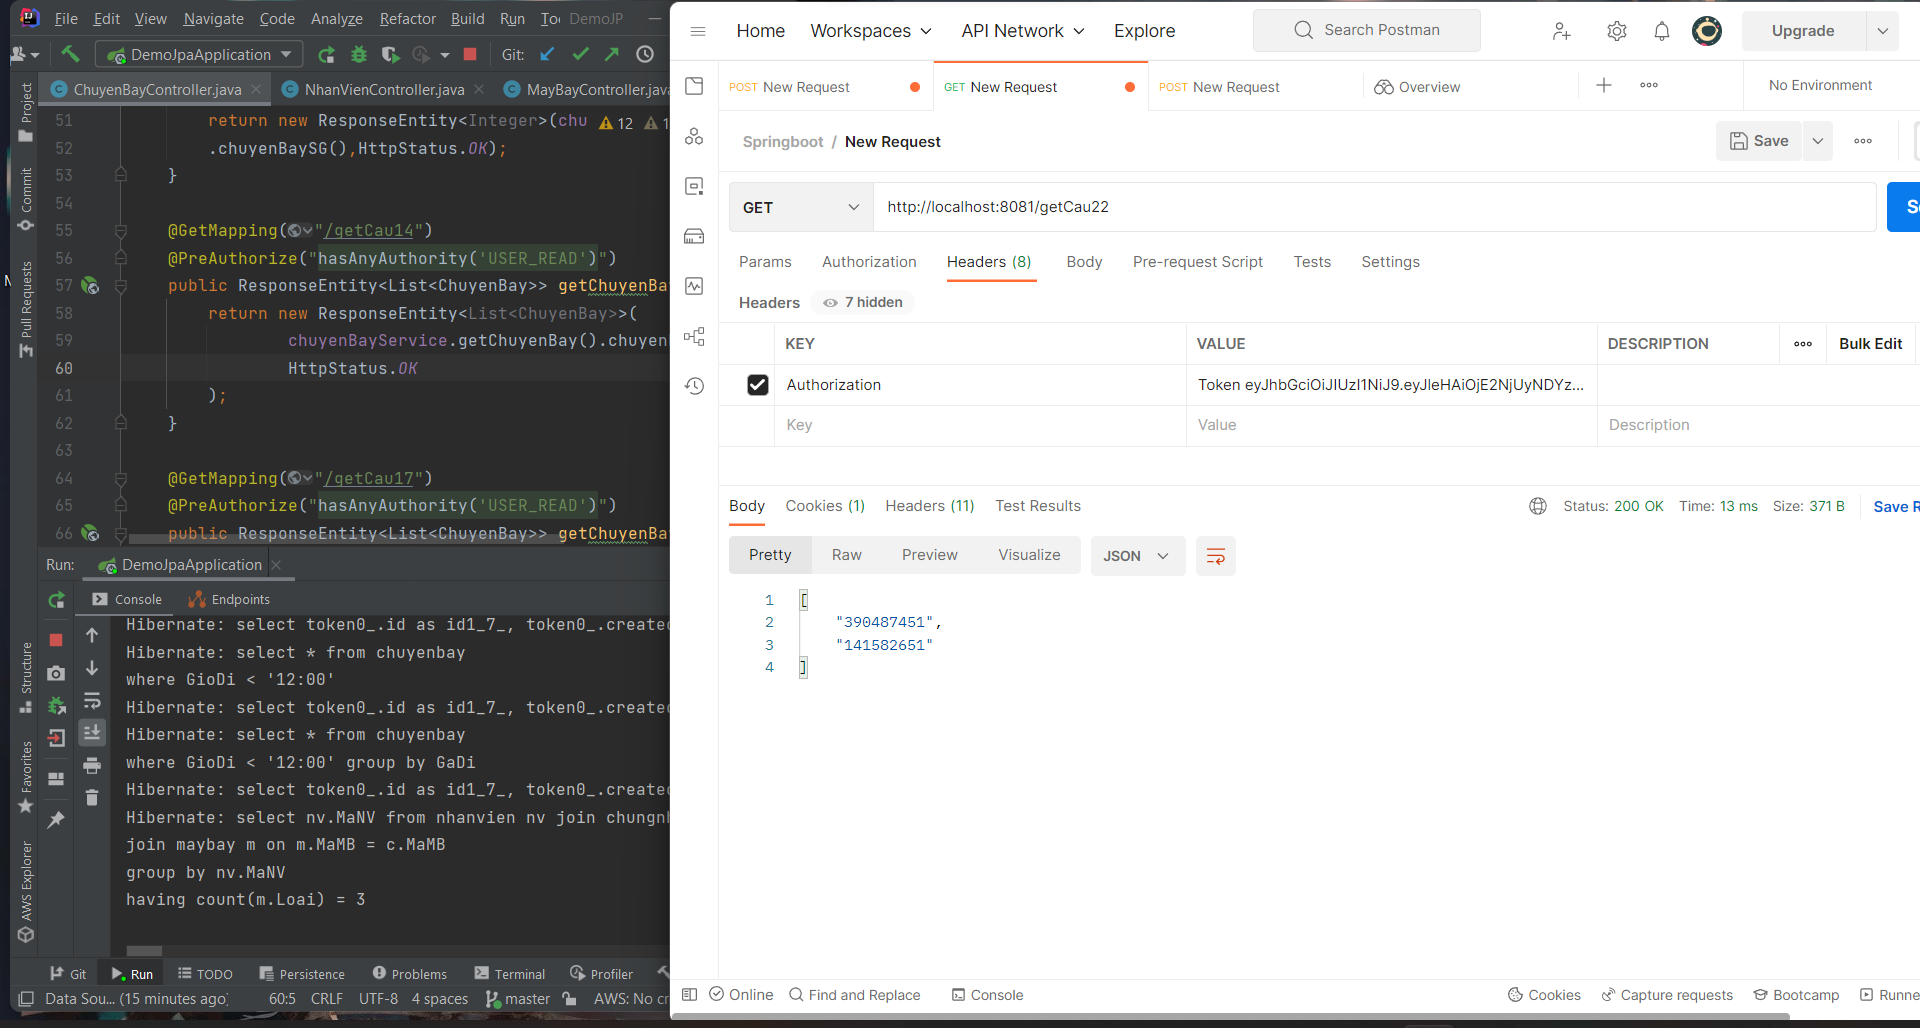 File Edit View Navigate Code Analyze Refactor Build Run DemoJP
DemoJpaApplication Git:
ChuyenBayController.java NhanVienController.java MayBayController.java
51 return new ResponseEntity<Integer>(chu 12
52 .chuyenBaySG(),HttpStatus.OK);
53 }
54
55 @GetMapping("/getCau14")
56 @PreAuthorize("hasAnyAuthority('USER_READ')")
57 public ResponseEntity<List<ChuyenBay>> getChuyenBa
58 return new ResponseEntity<List<ChuyenBay>>(
59 chuyenBayService.getChuyenBay().chuyen
60 HttpStatus.OK
61 );
62 }
63
64 @GetMapping("/getCau17")
65 @PreAuthorize("hasAnyAuthority('USER_READ')")
66 public ResponseEntity<List<ChuyenBay>> getChuyenBa
Project
Commit
Pull Requests
Structure
Favorites
AWS Explorer
Run: DemoJpaApplication
Console Endpoints
Hibernate: select token0_.id as id1_7_, token0_.created
Hibernate: select * from chuyenbay
where GioDi < '12:00'
Hibernate: select token0_.id as id1_7_, token0_.created
Hibernate: select * from chuyenbay
where GioDi < '12:00' group by GaDi
Hibernate: select token0_.id as id1_7_, token0_.created
Hibernate: select nv.MaNV from nhanvien nv join chungnh
join maybay m on m.MaMB = c.MaMB
group by nv.MaNV
having count(m.Loai) = 3
Git Run TODO Persistence Problems Terminal Profiler
Data Sou... (15 minutes ago) 60:5 CRLF UTF-8 4 spaces master AWS: No cr
Home Workspaces API Network Explore Search Postman Upgrade
POST New Request GET New Request POST New Request Overview No Environment
Springboot / New Request Save
GET http://localhost:8081/getCau22
Params Authorization Headers (8) Body Pre-request Script Tests Settings
Headers 7 hidden
KEY VALUE DESCRIPTION Bulk Edit
Authorization Token eyJhbGciOiJIUzI1NiJ9.eyJleHAiOjE2NjUyNDYz...
Key Value Description
Body Cookies (1) Headers (11) Test Results Status: 200 OK Time: 13 ms Size: 371 B Save R
Pretty Raw Preview Visualize JSON
1 [
2 "390487451",
3 "141582651"
4 ]
Online Find and Replace Console Cookies Capture requests Bootcamp Runne